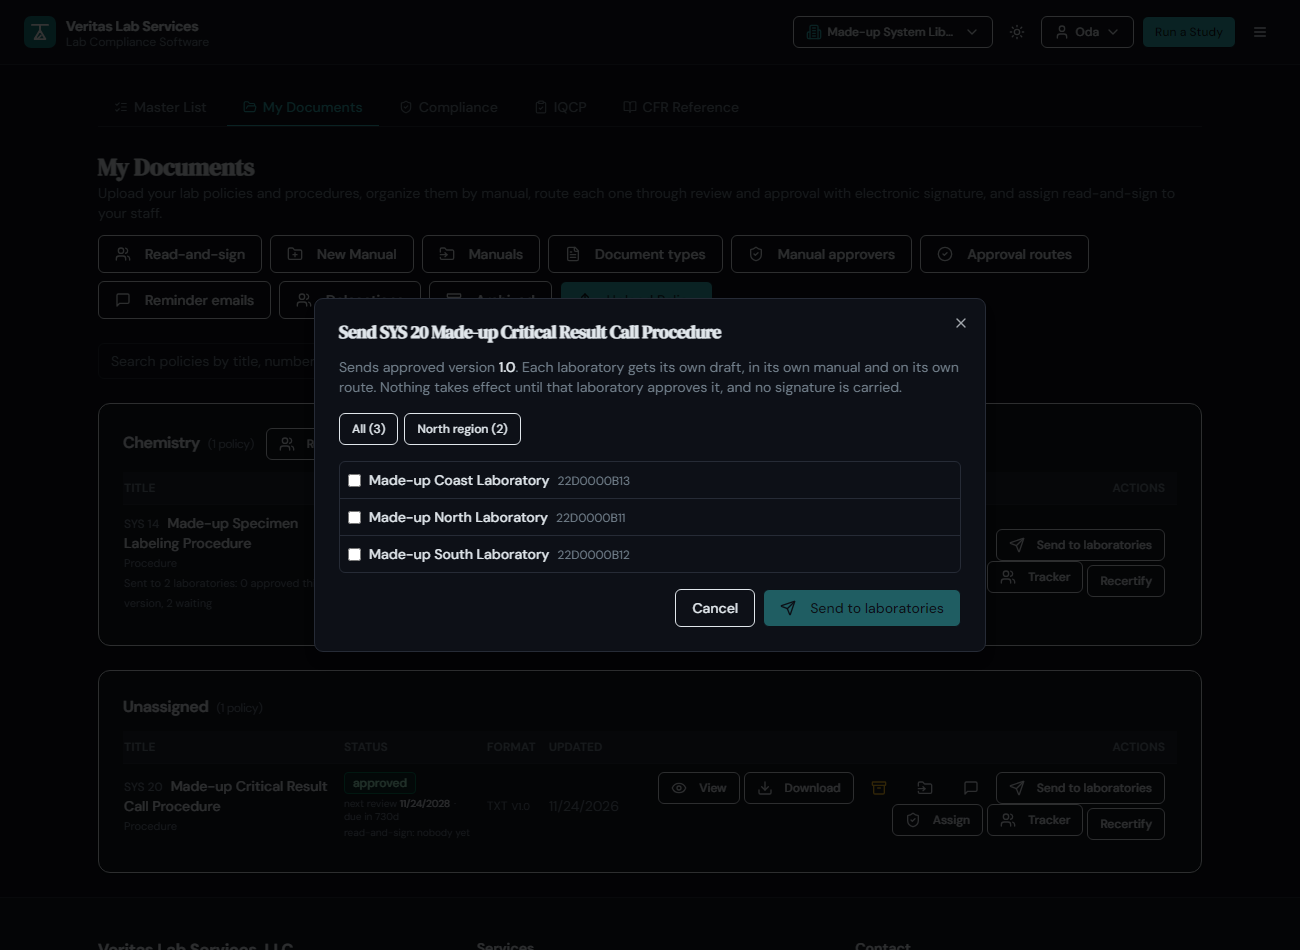 Veritas Lab Services
Lab Compliance Software
Made-up System Lib...
Oda
Run a Study
Master List
My Documents
Compliance
IQCP
CFR Reference
My Documents
Upload your lab policies and procedures, organize them by manual, route each one through review and approval with electronic signature, and assign read-and-sign to
your staff.
Read-and-sign
New Manual
Manuals
Document types
Manual approvers
Approval routes
Reminder emails
Search policies by title, number
Send SYS 20 Made-up Critical Result Call Procedure
Sends approved version 1.0. Each laboratory gets its own draft, in its own manual and on its own
route. Nothing takes effect until that laboratory approves it, and no signature is carried.
All (3)
North region (2)
Made-up Coast Laboratory 22D0000B13
Made-up North Laboratory 22D0000B11
Made-up South Laboratory 22D0000B12
Cancel
Send to laboratories
Chemistry (1 policy)
TITLE
ACTIONS
SYS 14 Made-up Specimen
Labeling Procedure
Procedure
Sent to 2 laboratories: 0 approved
version, 2 waiting
Send to laboratories
Tracker
Recertify
Unassigned (1 policy)
TITLE STATUS FORMAT UPDATED ACTIONS
SYS 20 Made-up Critical Result
Call Procedure
Procedure
approved
next review 11/24/2028
due in 730d
read-and-sign: nobody yet
TXT v1.0
11/24/2026
View
Download
Send to laboratories
Assign
Tracker
Recertify
Veritas Lab Services, LLC
Services
Contact